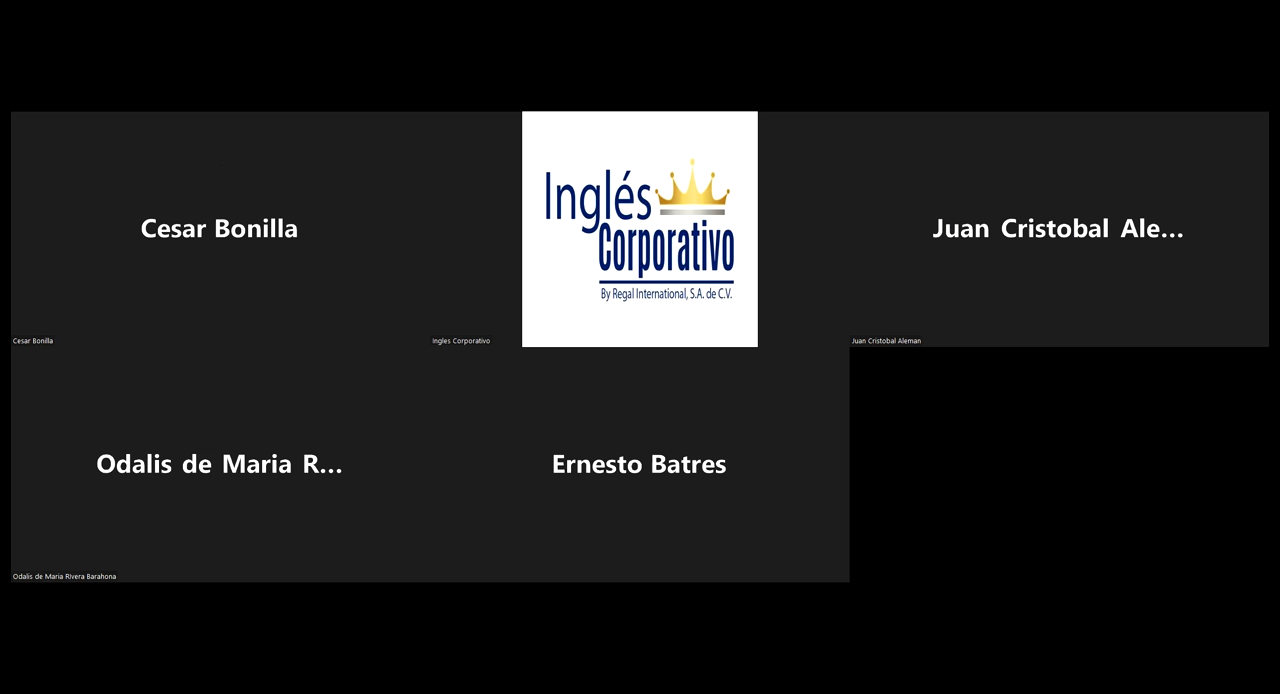 Cesar Bonilla
Inglés
Corporativo
By Regal International, S.A. de C.V.
Juan Cristobal Ale...
Cesar Bonilla
Ingles Corporativo
Juan Cristobal Aleman
Odalis de Maria R...
Ernesto Batres
Odalis de Maria Rivera Barahona